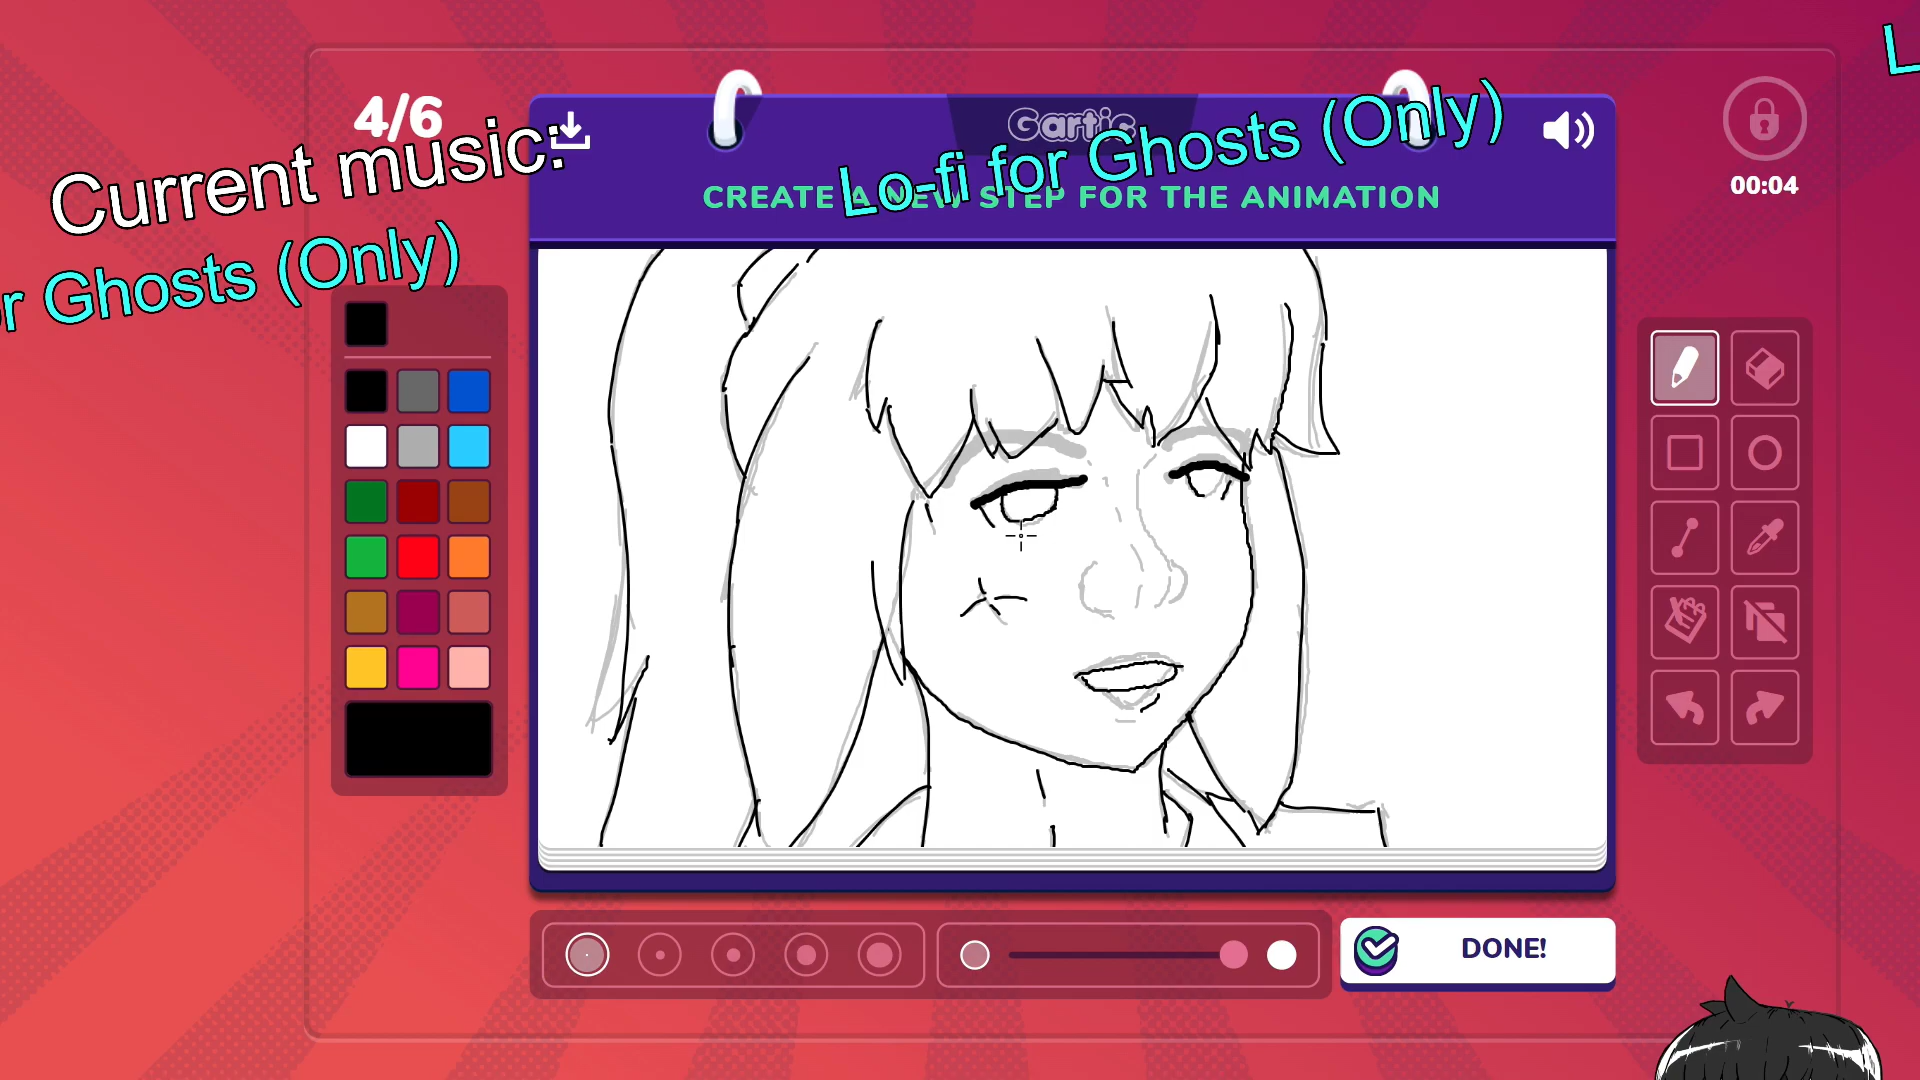 4/6
Current music:
or Ghosts (Only)
Gartic
Lo-fi for Ghosts (Only)
L
CREATE A NEW STEP FOR THE ANIMATION
00:04
DONE!